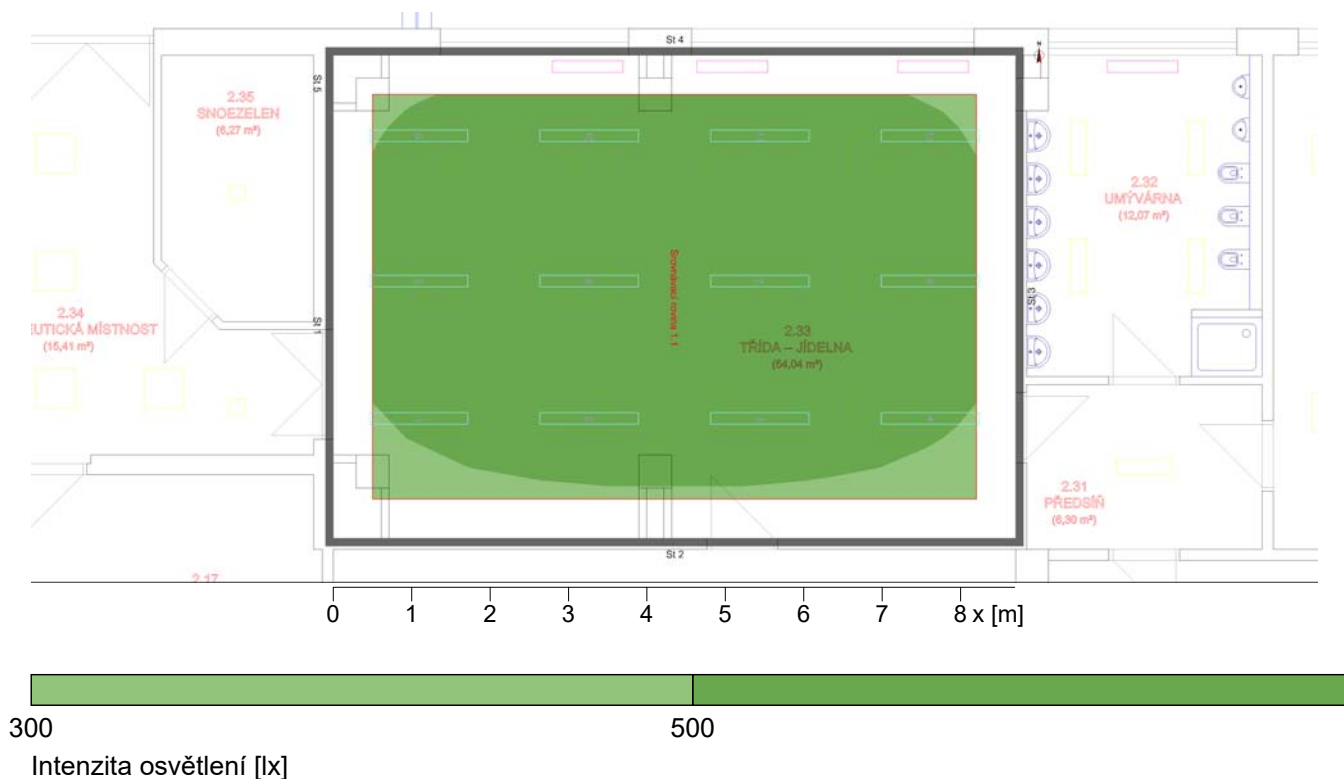 St 4
St 5
2.35
SNOEZELEN
(6,27 m²)
2.32
UMÝVÁRNA
(12,07 m²)
Srovnávací rovina 1.1
St 3
2.34
EUTICKÁ MÍSTNOST
(15,41 m²)
St 1
2.33
TŘÍDA – JÍDELNA
(54,04 m²)
2.31
PŘEDSÍŇ
(6,30 m²)
St 2
2.17
0 1 2 3 4 5 6 7 8 x [m]
300 500
Intenzita osvětlení [lx]